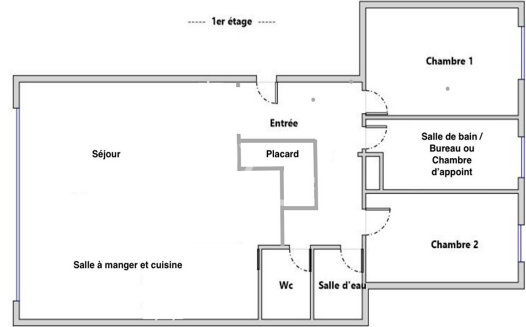 ----- 1er étage -----
Chambre 1
Entrée
Salle de bain /
Bureau ou
Chambre
d'appoint
Séjour
Placard
Chambre 2
Salle à manger et cuisine
Wc
Salle d'eau